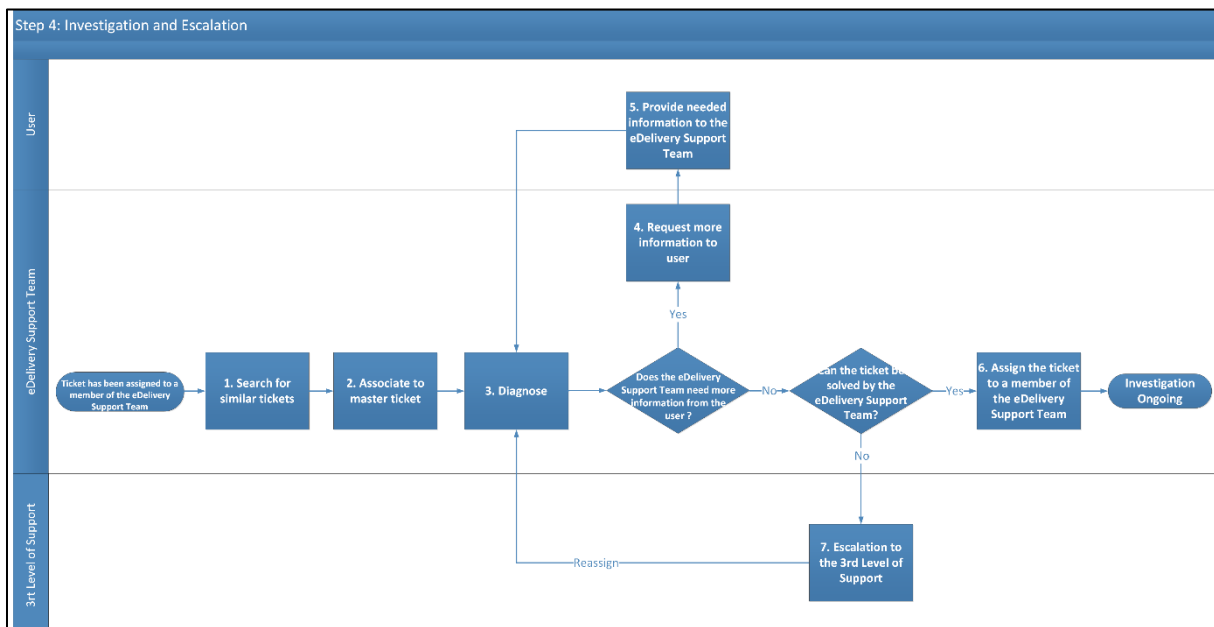 Step 4: Investigation and Escalation
User
5. Provide needed
information to the
eDelivery Support
Team
eDelivery Support Team
4. Request more
information to
user
Yes
Ticket has been assigned to a
member of the eDelivery
Support Team
1. Search for
similar tickets
2. Associate to
master ticket
3. Diagnose
Does the eDelivery
Support Team need more
information from the
user ?
No
an the ticket b
solved by the
eDelivery Support
Team?
Yes
6. Assign the ticket
to a member of
the eDelivery
Support Team
Investigation
Ongoing
No
3rt Level of Support
7. Escalation to
the 3rd Level of
Support
Reassign